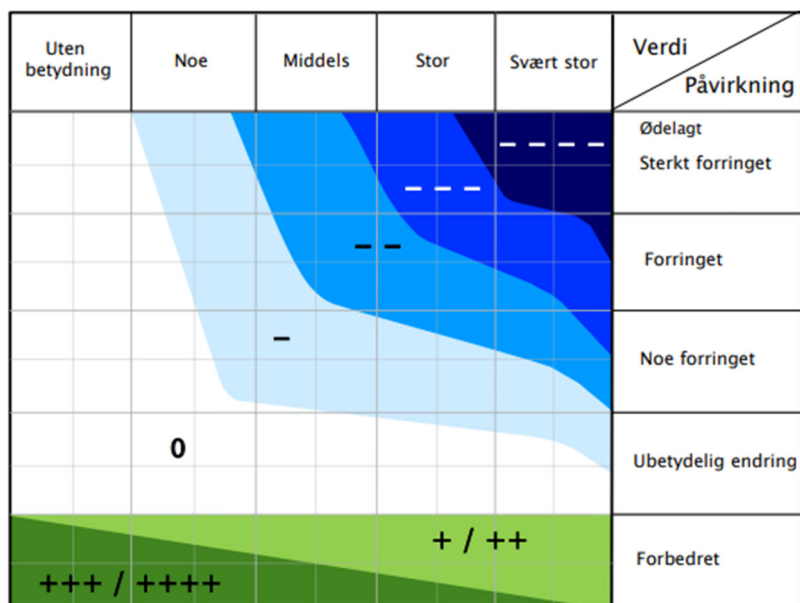 Uten
betydning
Noe
Middels
Stor
Svært stor
Verdi
Påvirkning
Ødelagt
Sterkt forringet
Forringet
Noe forringet
Ubetydelig endring
Forbedret
– – – –
– – –
– –
–
0
+ / ++
+++ / ++++